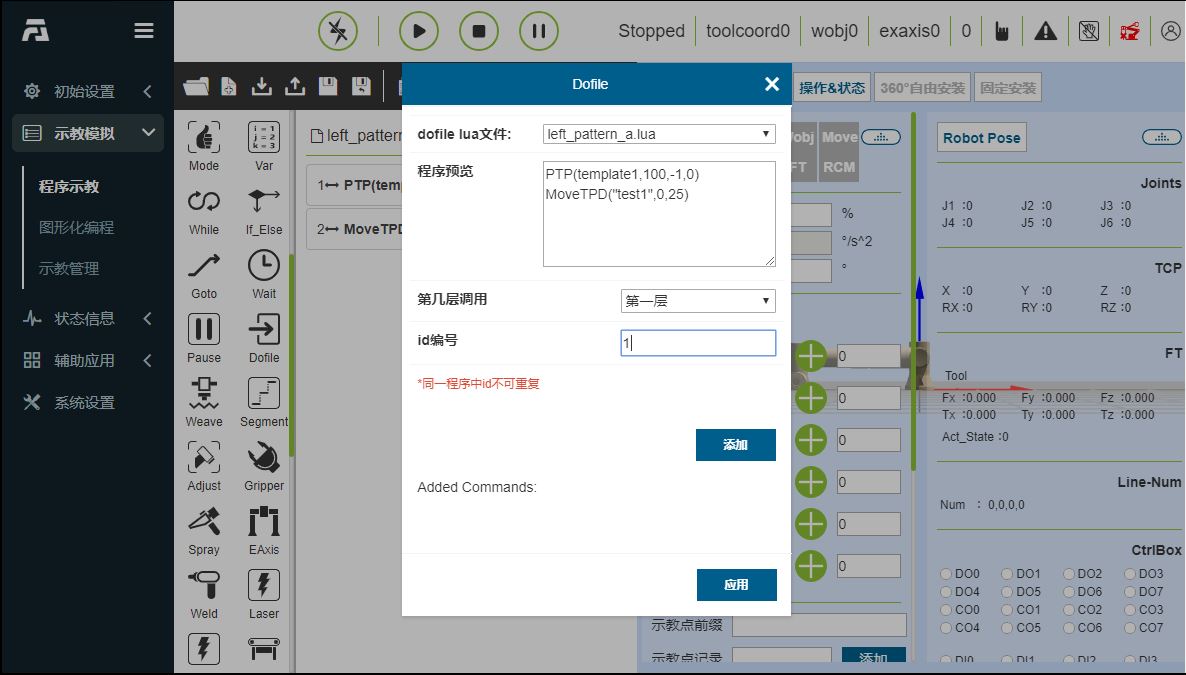 Stopped
toolcoord0
wobj0
exaxis0
0
初始设置
示教模拟
程序示教
图形化编程
示教管理
状态信息
辅助应用
系统设置
Mode
Var
i = 1
j = 2
k = 3
While
If_Else
Goto
Wait
Pause
Dofile
Weave
Segment
Adjust
Gripper
Spray
EAxis
Weld
Laser
left_pattern
1 PTP(tem
2 MoveTPD
Dofile
dofile lua文件:
left_pattern_a.lua
程序预览
PTP(template1,100,-1,0)
MoveTPD("test1",0,25)
第几层调用
第一层
id编号
1
*同一程序中id不可重复
添加
Added Commands:
应用
操作&状态
360°自由安装
固定安装
obj
Move
FT
RCM
%
°/s^2
°
0
0
0
0
0
0
示教点前缀
示教点记录
添加
Robot Pose
Joints
J1 :0 J2 :0 J3 :0
J4 :0 J5 :0 J6 :0
TCP
X :0 Y :0 Z :0
RX :0 RY :0 RZ :0
FT
Tool
Fx :0.000 Fy :0.000 Fz :0.000
Tx :0.000 Ty :0.000 Tz :0.000
Act_State :0
Line-Num
Num : 0,0,0,0
CtrlBox
DO0 DO1 DO2 DO3
DO4 DO5 DO6 DO7
CO0 CO1 CO2 CO3
CO4 CO5 CO6 CO7
DI0 DI1 DI2 DI3